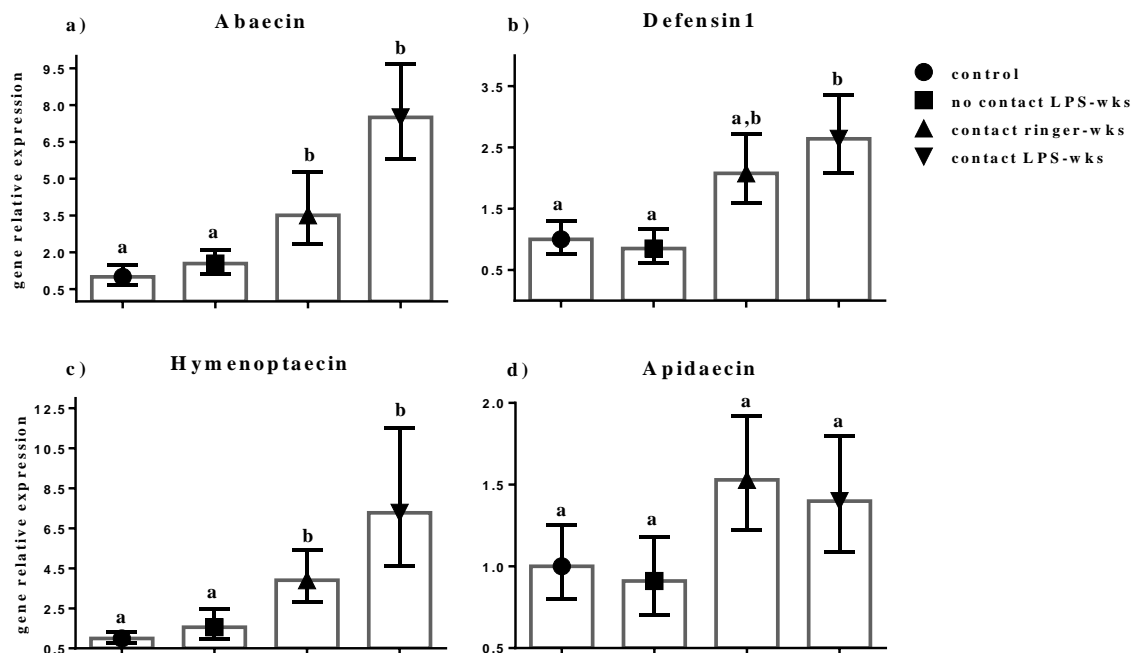 a) Abaecin
gene relative expression
9.5
8.0
6.5
5.0
3.5
2.0
0.5
a
a
b
b
b) Defensin1
3.5
2.5
1.5
0.5
a
a
a,b
b
control
no contact LPS-wks
contact ringer-wks
contact LPS-wks
c) Hymenoptaecin
gene relative expression
12.5
10.5
8.5
6.5
4.5
2.5
0.5
a
a
b
b
d) Apidaecin
2.0
1.5
1.0
0.5
a
a
a
a